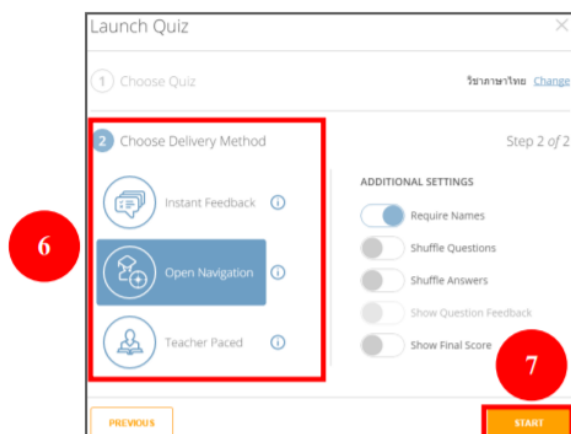 Launch Quiz
1 Choose Quiz
วิชาภาษาไทย Change
2 Choose Delivery Method
Step 2 of 2
Instant Feedback
ADDITIONAL SETTINGS
Require Names
6
Open Navigation
Shuffle Questions
Shuffle Answers
Show Question Feedback
Teacher Paced
Show Final Score
7
PREVIOUS
START